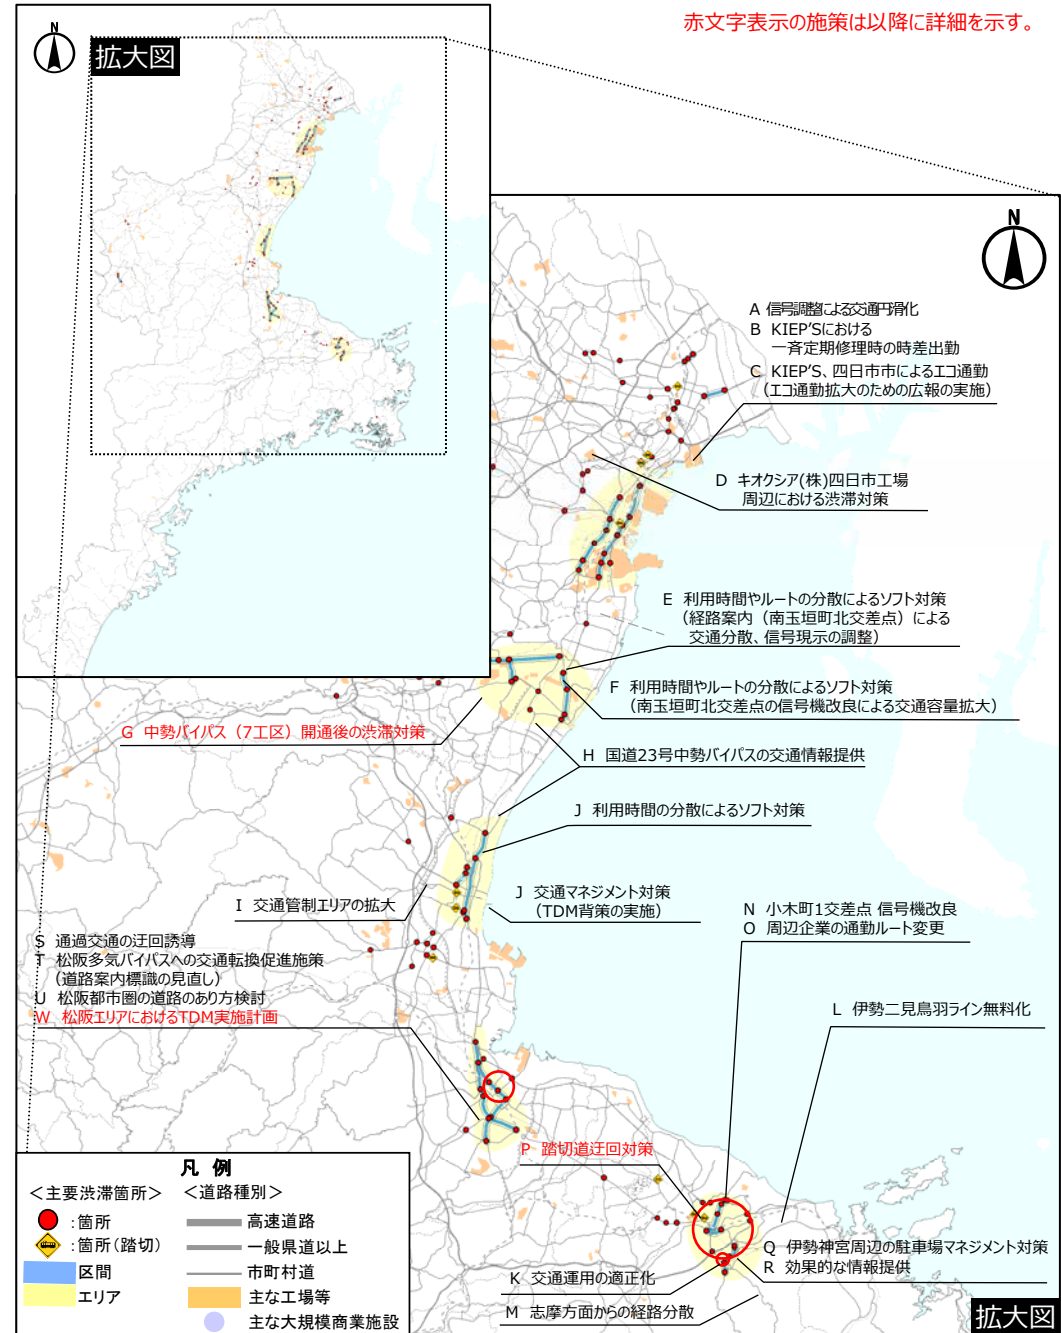 赤文字表示の施策は以降に詳細を示す。
N
拡大図
N
A 信号調整による交通円滑化
B KIEP'Sにおける
一斉定期修理時の時差出勤
C KIEP'S、四日市市によるエコ通勤
（エコ通勤拡大のための広報の実施）
D キオクシア(株)四日市工場
周辺における渋滞対策
E 利用時間やルートの分散によるソフト対策
（経路案内（南玉垣町北交差点）による
交通分散、信号現示の調整）
F 利用時間やルートの分散によるソフト対策
（南玉垣町北交差点の信号機改良による交通容量拡大）
G 中勢バイパス（7工区）開通後の渋滞対策
H 国道23号中勢バイパスの交通情報提供
J 利用時間の分散によるソフト対策
I 交通管制エリアの拡大
J 交通マネジメント対策
（TDM背策の実施）
N 小木町1交差点 信号機改良
O 周辺企業の通勤ルート変更
S 通過交通の迂回誘導
T 松阪多気バイパスへの交通転換促進施策
（道路案内標識の見直し）
U 松阪都市圏の道路のあり方検討
W 松阪エリアにおけるTDM実施計画
L 伊勢二見鳥羽ライン無料化
P 踏切道迂回対策
Q 伊勢神宮周辺の駐車場マネジメント対策
R 効果的な情報提供
K 交通運用の適正化
M 志摩方面からの経路分散
拡大図
凡 例
＜主要渋滞箇所＞ ＜道路種別＞
:箇所 高速道路
:箇所(踏切) 一般県道以上
区間 市町村道
エリア 主な工場等
主な大規模商業施設